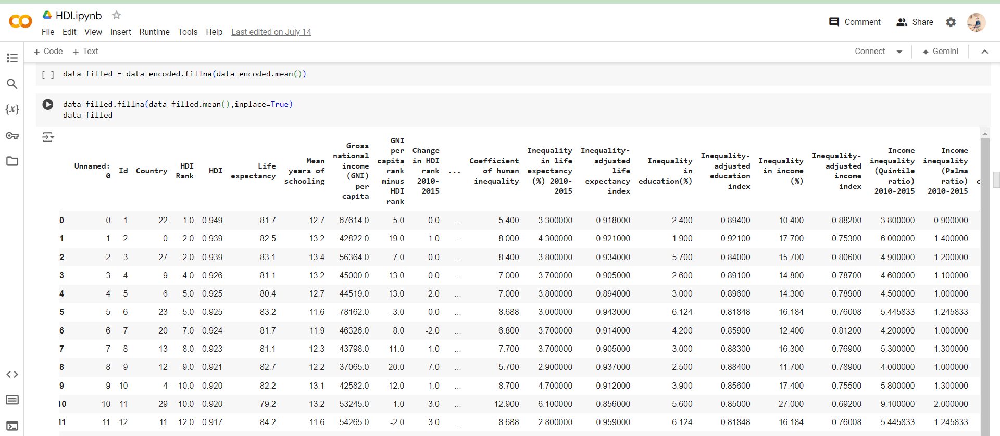 HDI.ipynb
File Edit View Insert Runtime Tools Help Last edited on July 14
Comment Share
+ Code + Text
Connect Gemini
[ ] data_filled = data_encoded.fillna(data_encoded.mean())
data_filled.fillna(data_filled.mean(),inplace=True)
data_filled
Unnamed: 0 Id Country HDI Rank HDI Life expectancy Mean years of schooling Gross national income (GNI) per capita GNI per capita rank minus HDI rank Change in HDI rank 2010-2015 ... Coefficient of human inequality Inequality in life expectancy (%) 2010-2015 Inequality-adjusted life expectancy index Inequality in education(%) Inequality-adjusted education index Inequality in income (%) Inequality-adjusted income index Income inequality (Quintile ratio) 2010-2015 Income inequality (Palma ratio) 2010-2015
0 0 1 22 1.0 0.949 81.7 12.7 67614.0 5.0 0.0 ... 5.400 3.300000 0.918000 2.400 0.89400 10.400 0.88200 3.800000 0.900000
1 1 2 0 2.0 0.939 82.5 13.2 42822.0 19.0 1.0 ... 8.000 4.300000 0.921000 1.900 0.92100 17.700 0.75300 6.000000 1.400000
2 2 3 27 2.0 0.939 83.1 13.4 56364.0 7.0 0.0 ... 8.400 3.800000 0.934000 5.700 0.84000 15.700 0.80600 4.900000 1.200000
3 3 4 9 4.0 0.926 81.1 13.2 45000.0 13.0 0.0 ... 7.000 3.700000 0.905000 2.600 0.89100 14.800 0.78700 4.600000 1.100000
4 4 5 6 5.0 0.925 80.4 12.7 44519.0 13.0 2.0 ... 7.000 3.800000 0.894000 3.000 0.89600 14.300 0.78900 4.500000 1.000000
5 5 6 23 5.0 0.925 83.2 11.6 78162.0 -3.0 0.0 ... 8.688 3.000000 0.943000 6.124 0.81848 16.184 0.76008 5.445833 1.245833
6 6 7 20 7.0 0.924 81.7 11.9 46326.0 8.0 -2.0 ... 6.800 3.700000 0.914000 4.200 0.85900 12.400 0.81200 4.200000 1.000000
7 7 8 13 8.0 0.923 81.1 12.3 43798.0 11.0 1.0 ... 7.700 3.700000 0.905000 3.000 0.88300 16.300 0.76900 5.300000 1.300000
8 8 9 12 9.0 0.921 82.7 12.2 37065.0 20.0 7.0 ... 5.700 2.900000 0.937000 2.500 0.88400 11.700 0.78900 4.000000 1.000000
9 9 10 4 10.0 0.920 82.2 13.1 42582.0 12.0 1.0 ... 8.700 4.700000 0.912000 3.900 0.85600 17.400 0.75500 5.800000 1.300000
10 10 11 29 10.0 0.920 79.2 13.2 53245.0 1.0 -3.0 ... 12.900 6.100000 0.856000 5.600 0.85000 27.000 0.69200 9.100000 2.000000
11 11 12 11 12.0 0.917 84.2 11.6 54265.0 -2.0 3.0 ... 8.688 2.800000 0.959000 6.124 0.81848 16.184 0.76008 5.445833 1.245833